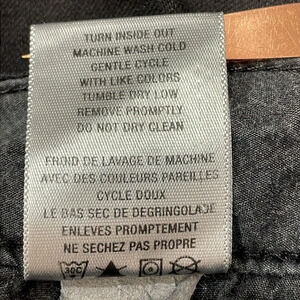 TURN INSIDE OUT
MACHINE WASH COLD
GENTLE CYCLE
WITH LIKE COLORS
TUMBLE DRY LOW
REMOVE PROMPTLY
DO NOT DRY CLEAN
FROID DE LAVAGE DE MACHINE
AVEC DES COULEURS PAREILLES
CYCLE DOUX
LE BAS SEC DE DEGRINGOLADE
ENLEVES PROMPTEMENT
NE SECHEZ PAS PROPRE
30C